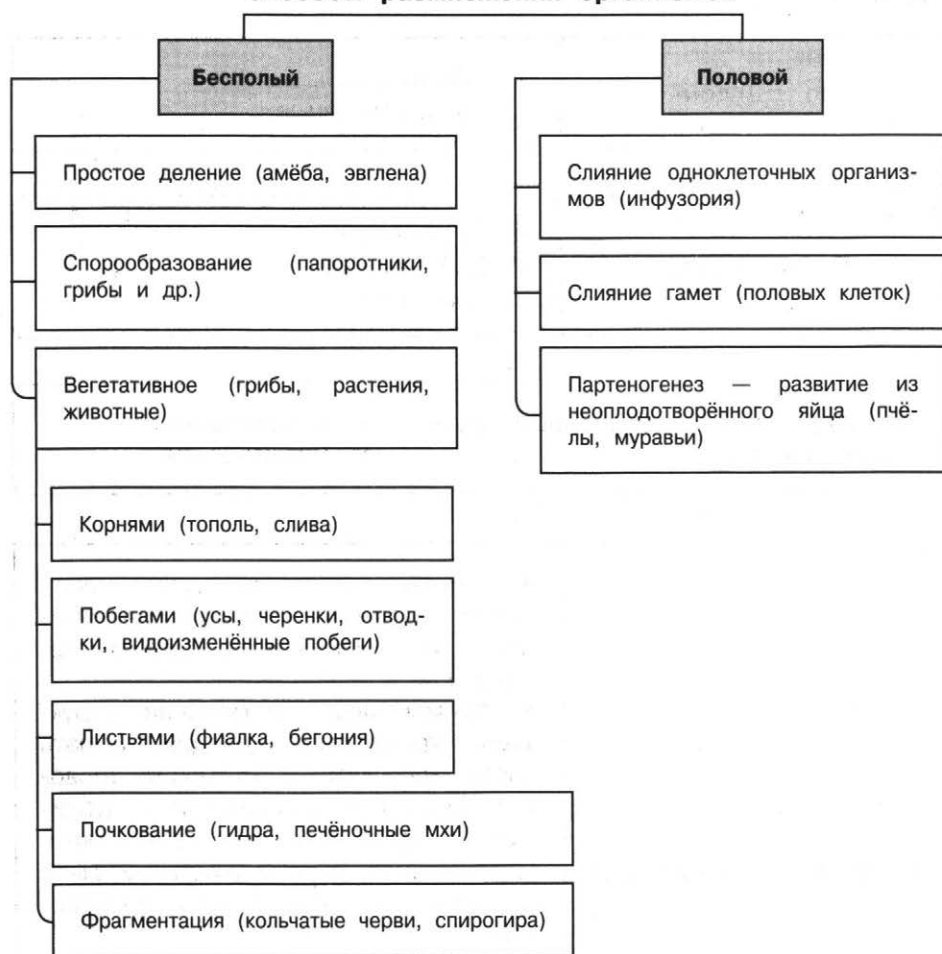 Бесполый
Простое деление (амёба, эвглена)
Спорообразование (папоротники,
грибы и др.)
Вегетативное (грибы, растения,
животные)
Корнями (тополь, слива)
Побегами (усы, черенки, отвод-
ки, видоизменённые побеги)
Листьями (фиалка, бегония)
Почкование (гидра, печёночные мхи)
Фрагментация (кольчатые черви, спирогира)
Половой
Слияние одноклеточных организ-
мов (инфузория)
Слияние гамет (половых клеток)
Партеногенез — развитие из
неоплодотворённого яйца (пчё-
лы, муравьи)